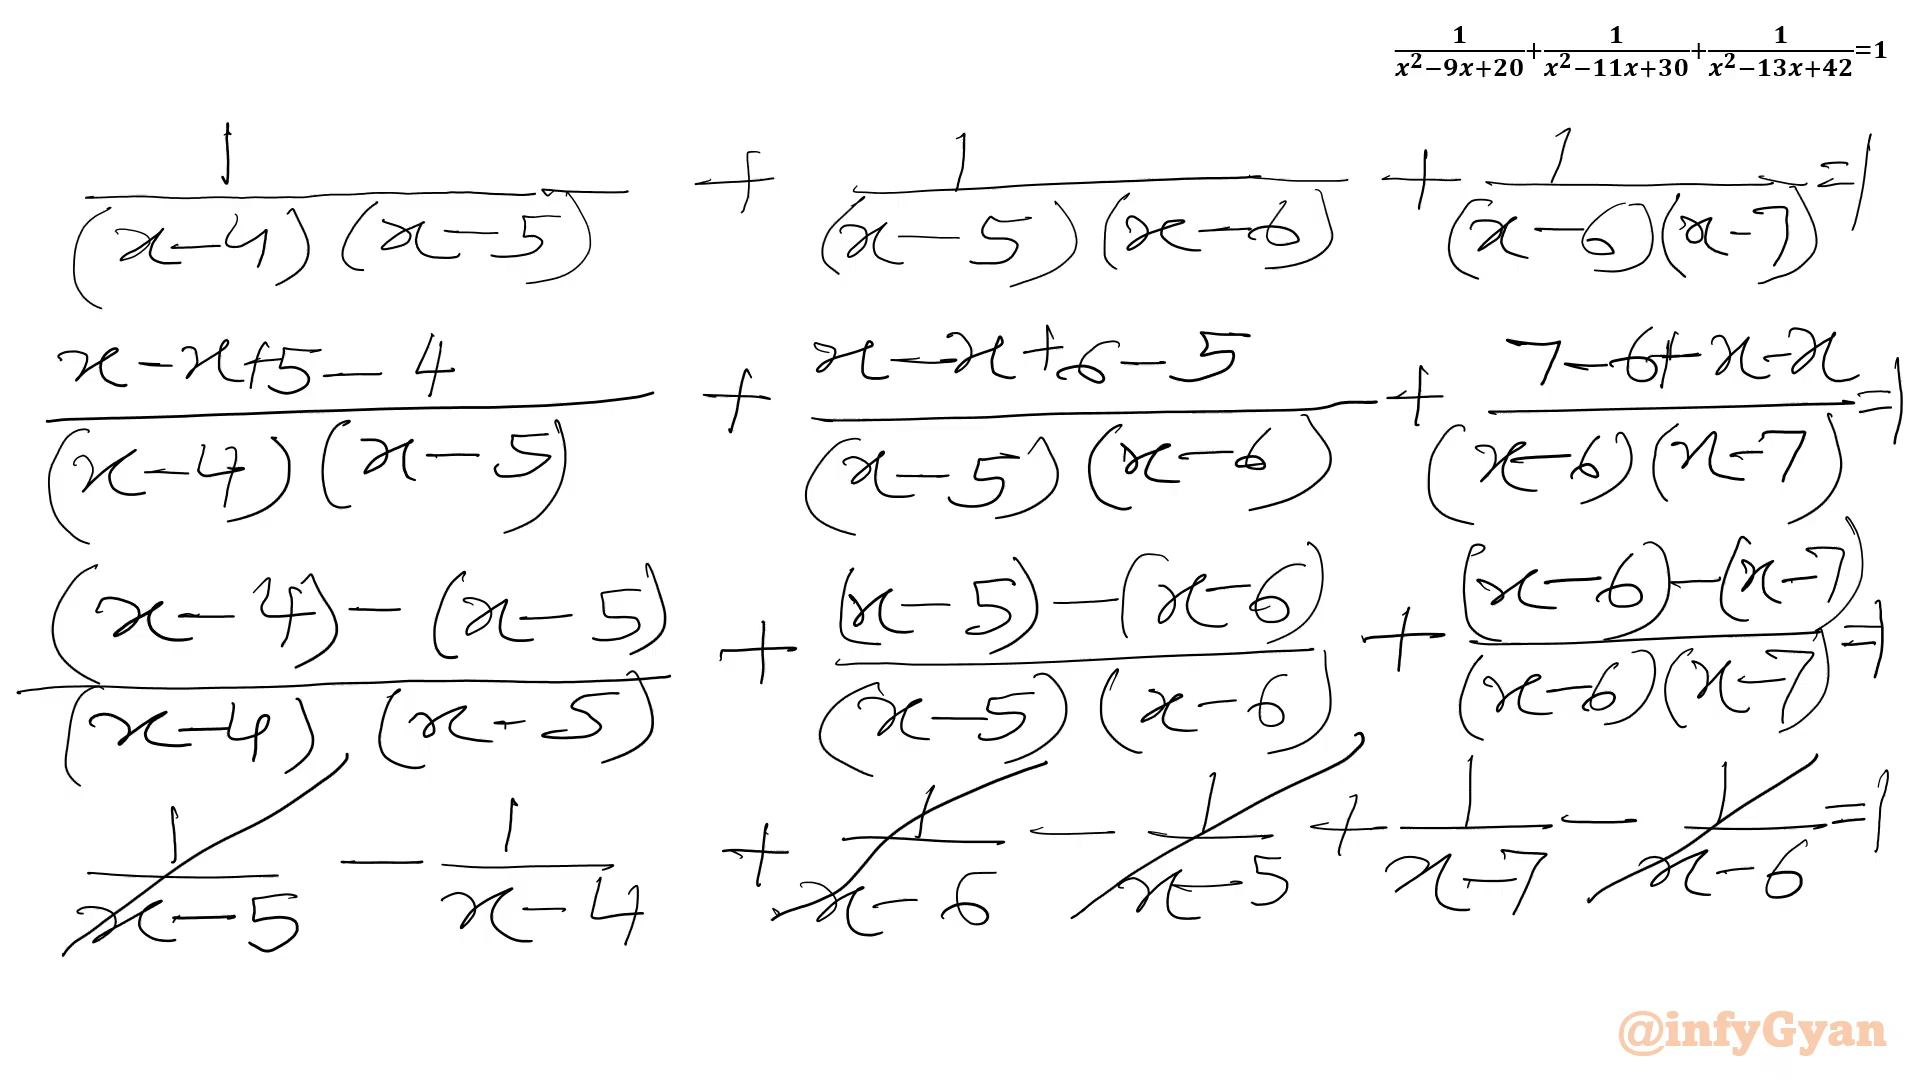 1/(x²−9x+20) + 1/(x²−11x+30) + 1/(x²−13x+42) = 1
1/((x−4)(x−5)) + 1/((x−5)(x−6)) + 1/((x−6)(x−7)) = 1
(x−x+5−4)/((x−4)(x−5)) + (x−x+6−5)/((x−5)(x−6)) + (7−6+x−x)/((x−6)(x−7)) = 1
((x−4)−(x−5))/((x−4)(x−5)) + ((x−5)−(x−6))/((x−5)(x−6)) + ((x−6)−(x−7))/((x−6)(x−7)) = 1
1/(x−5) − 1/(x−4) + 1/(x−6) − 1/(x−5) + 1/(x−7) − 1/(x−6) = 1
@infyGyan